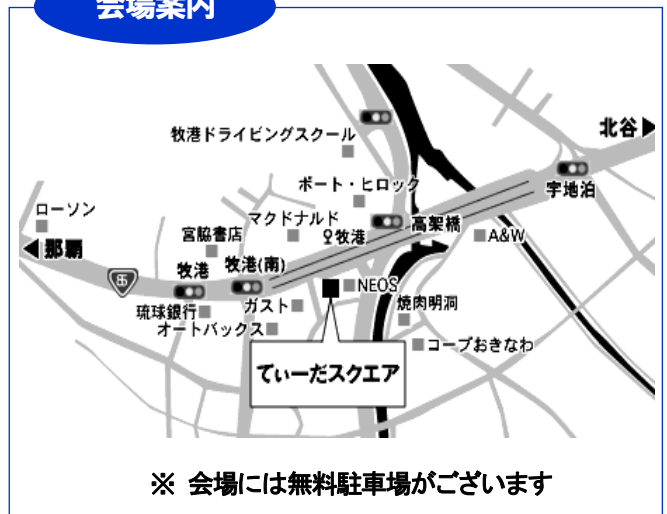 会場案内
北谷▶
牧港ドライビングスクール
ボート・ヒロック
宇地泊
ローソン
マクドナルド
高架橋
宮脇書店
牧港
A&W
◀那覇
牧港
牧港(南)
NEOS
琉球銀行
ガスト
焼肉明洞
オートバックス
コープおきなわ
てぃーだスクエア
※ 会場には無料駐車場がございます